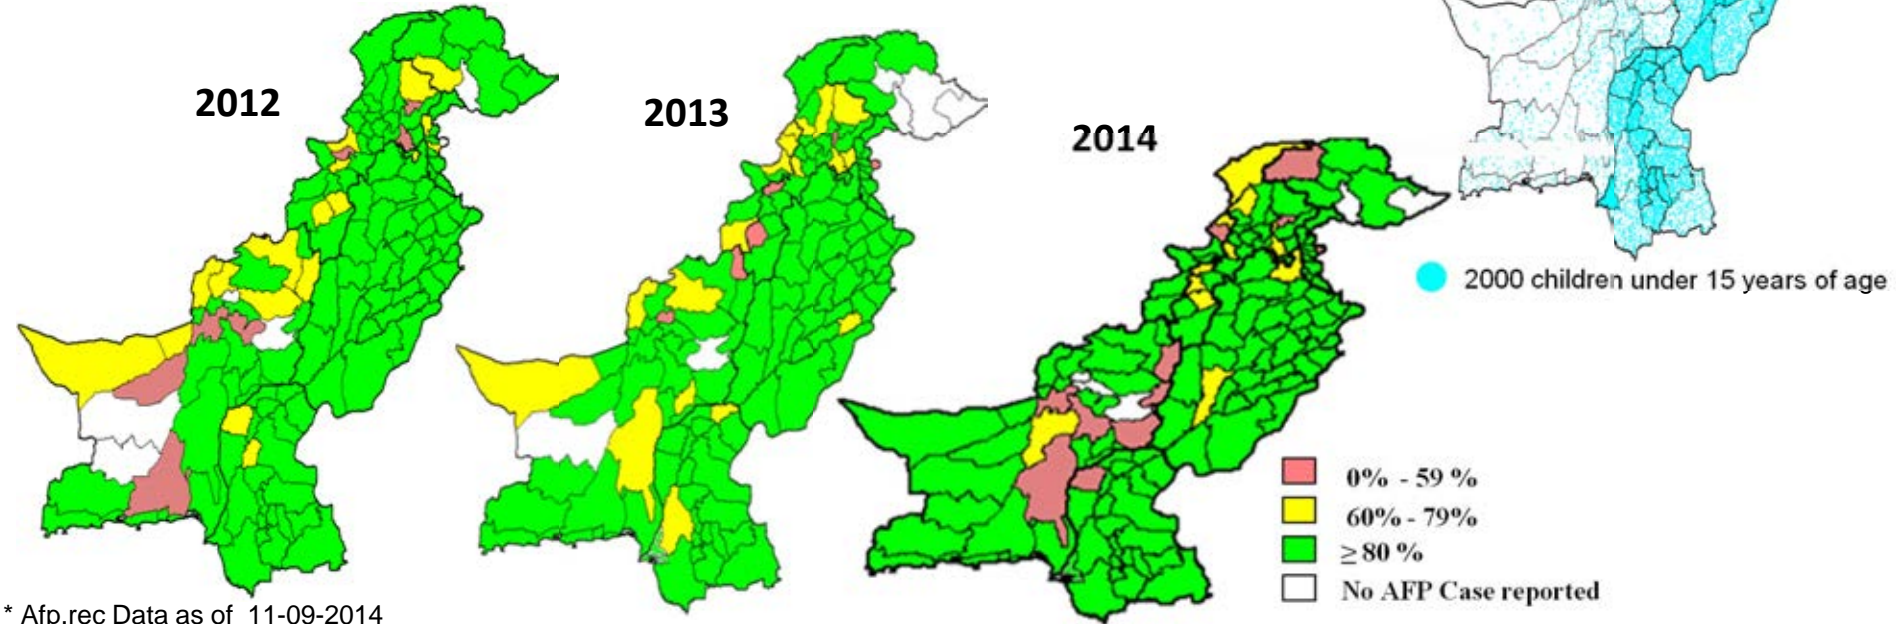 2012
2013
2014
2000 children under 15 years of age
0% - 59 %
60% - 79%
≥ 80 %
No AFP Case reported
* Afp.rec Data as of 11-09-2014